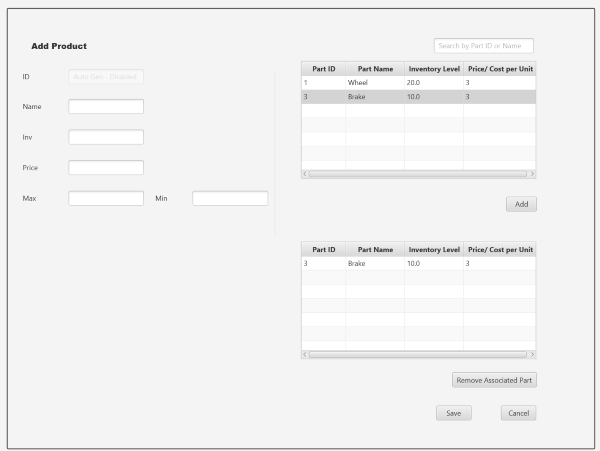 Add Product
Search by Part ID or Name
ID Auto Gen - Disabled
Name
Inv
Price
Max Min
Part ID Part Name Inventory Level Price/ Cost per Unit
1 Wheel 20.0 3
3 Brake 10.0 3
Add
Part ID Part Name Inventory Level Price/ Cost per Unit
3 Brake 10.0 3
Remove Associated Part
Save Cancel